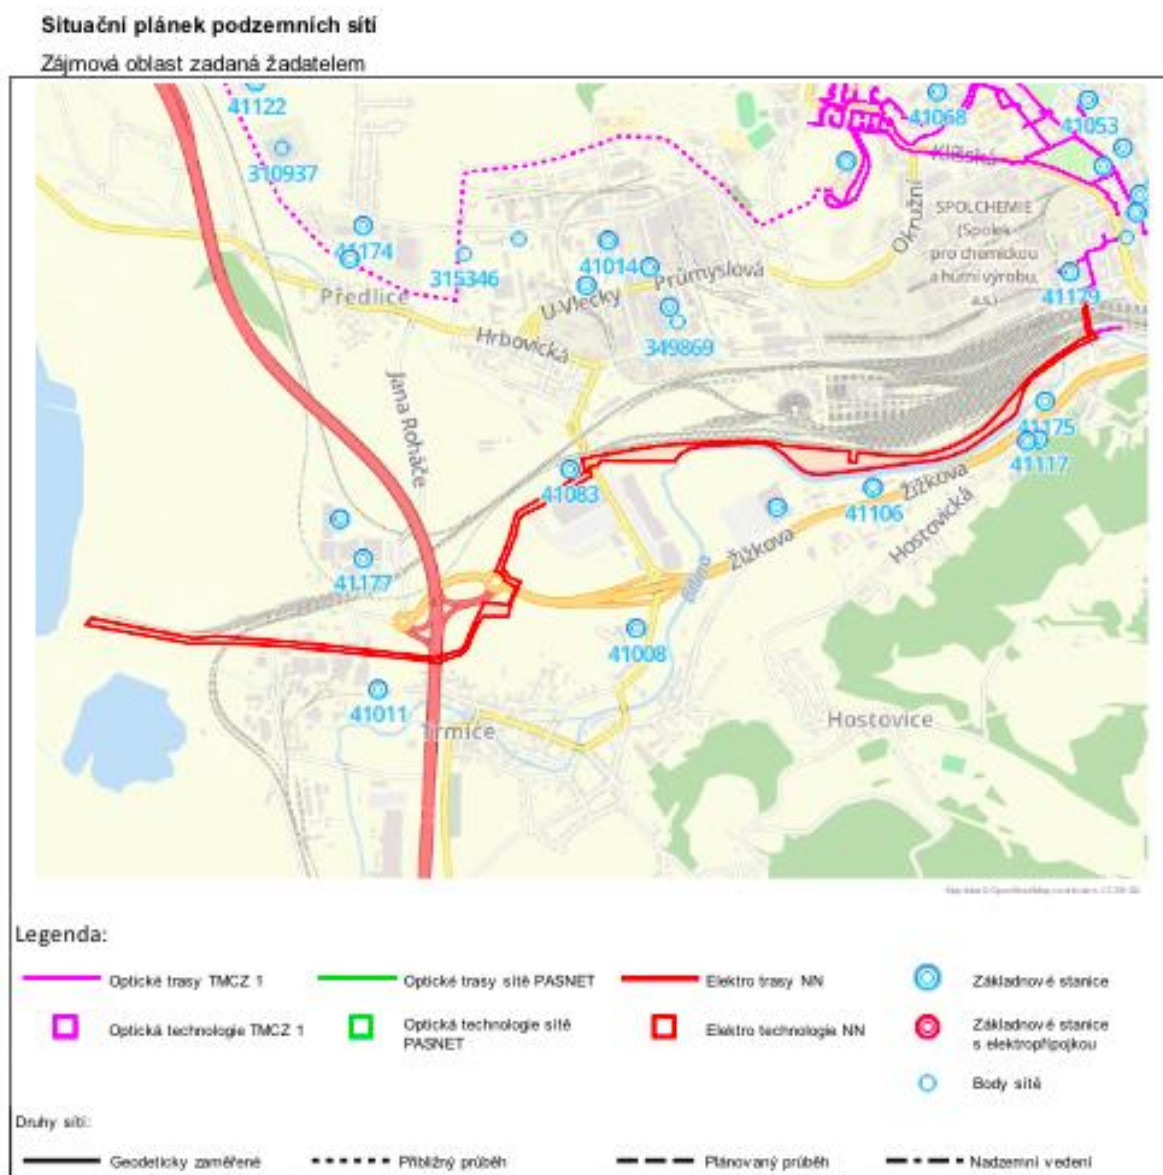 Situační plánek podzemních sítí
Zájmová oblast zadaná žadatelem
41122
41068
41053
310937
Klíšská
Okružní
SPOLCHEMIE
(Spolek
pro chemickou
a hutní výrobu,
a.s.)
41174
315346
41014
Průmyslová
41179
Předlice
U Vlečky
Hrbovická
349869
Jana Roháče
41175
41083
41117
Žižkova
41106
Hostovická
Žižkova
41177
Bílina
41008
41011
Trmice
Hostovice
Legenda:
Optické trasy TMCZ 1
Optické trasy sítě PASNET
Elektro trasy NN
Základnové stanice
Optická technologie TMCZ 1
Optická technologie sítě
PASNET
Elektro technologie NN
Základnové stanice
s elektropřípojkou
Body sítě
Druhy sítí:
Geodeticky zaměřené
Přibližný průběh
Plánovaný průběh
Nadzemní vedení